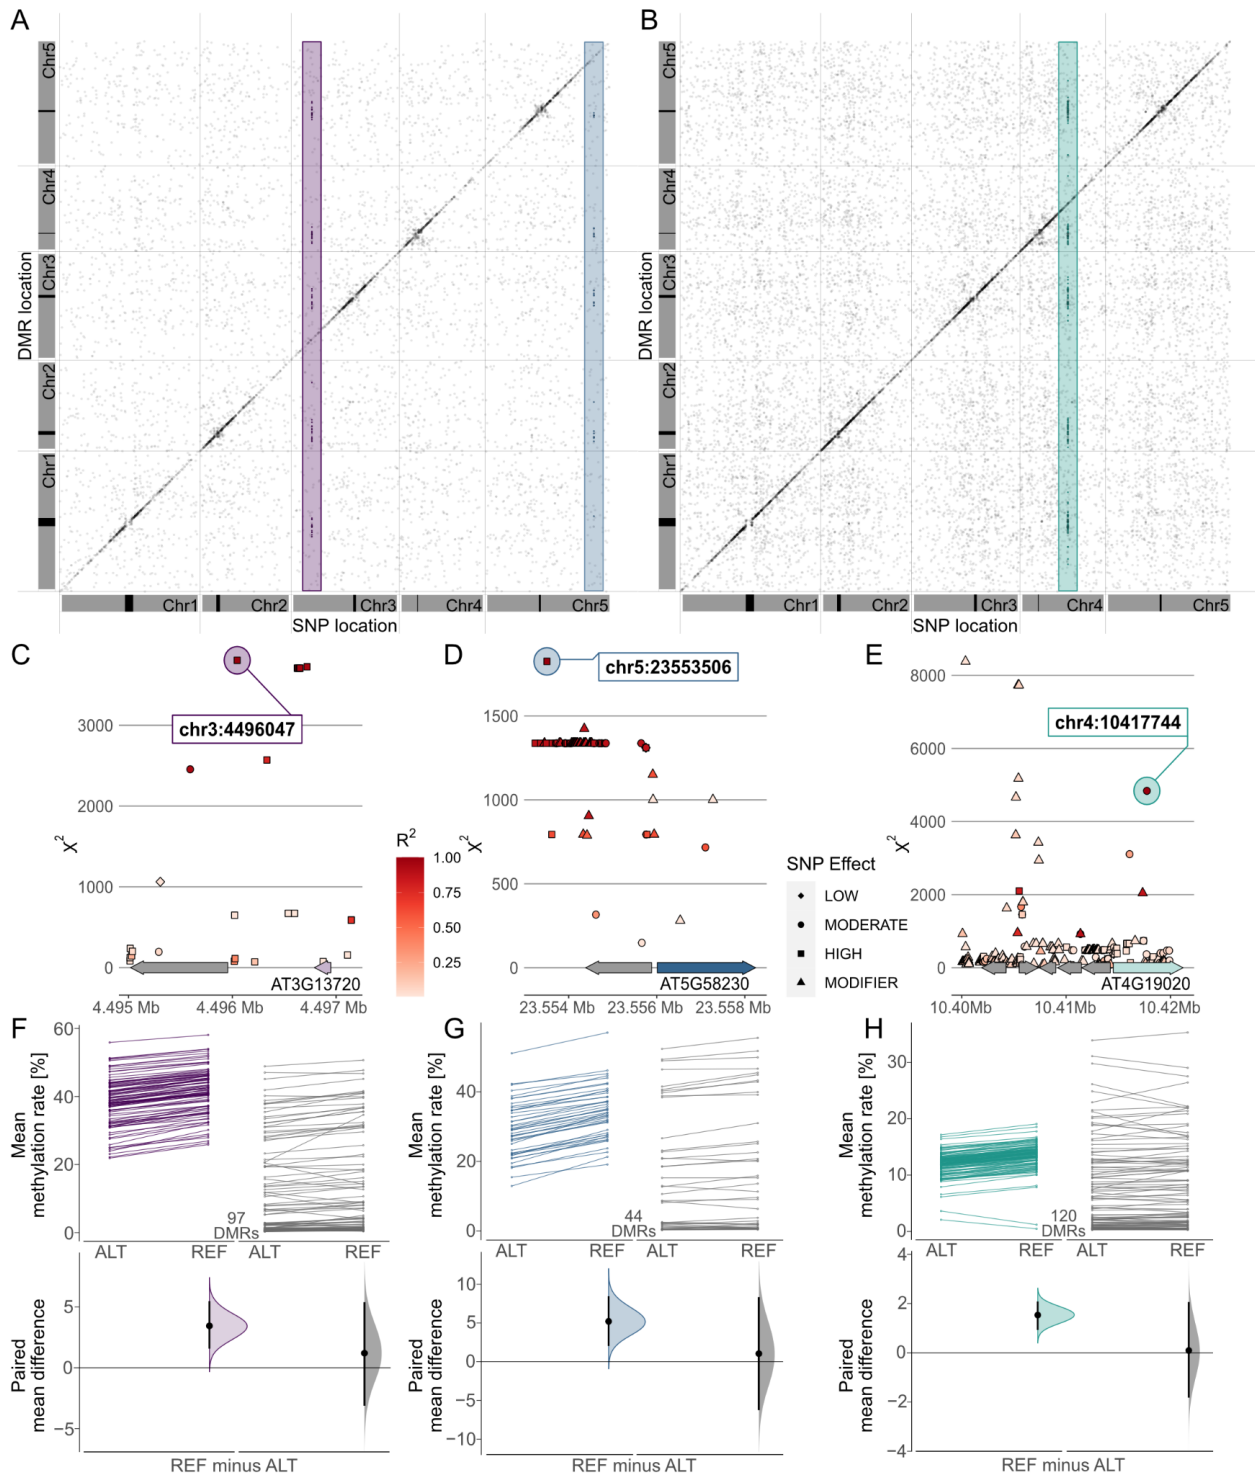 A
B
Chr5
Chr4
Chr3
Chr2
Chr1
DMR location
Chr1
Chr2
Chr3
Chr4
Chr5
SNP location
Chr5
Chr4
Chr3
Chr2
Chr1
DMR location
Chr1
Chr2
Chr3
Chr4
Chr5
SNP location
C
chr3:4496047
3000
2000
1000
0
χ²
AT3G13720
4.495 Mb
4.496 Mb
4.497 Mb
R²
1.00
0.75
0.50
0.25
D
chr5:23553506
1500
1000
500
0
χ²
AT5G58230
23.554 Mb
23.556 Mb
23.558 Mb
SNP Effect
LOW
MODERATE
HIGH
MODIFIER
E
chr4:10417744
8000
6000
4000
2000
0
χ²
AT4G19020
10.40Mb
10.41Mb
10.42Mb
F
60
40
20
0
Mean
methylation rate [%]
97
DMRs
ALT
REF
ALT
REF
5
0
−5
Paired
mean difference
REF minus ALT
G
40
20
0
Mean
methylation rate [%]
44
DMRs
ALT
REF
ALT
REF
10
5
0
−5
−10
Paired
mean difference
REF minus ALT
H
30
20
10
0
Mean
methylation rate [%]
120
DMRs
ALT
REF
ALT
REF
4
2
0
−2
−4
Paired
mean difference
REF minus ALT